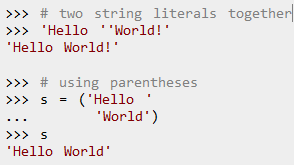 >>> # two string literals together
>>> 'Hello ''World!'
'Hello World!'
>>> # using parentheses
>>> s = ('Hello '
...      'World')
>>> s
'Hello World'